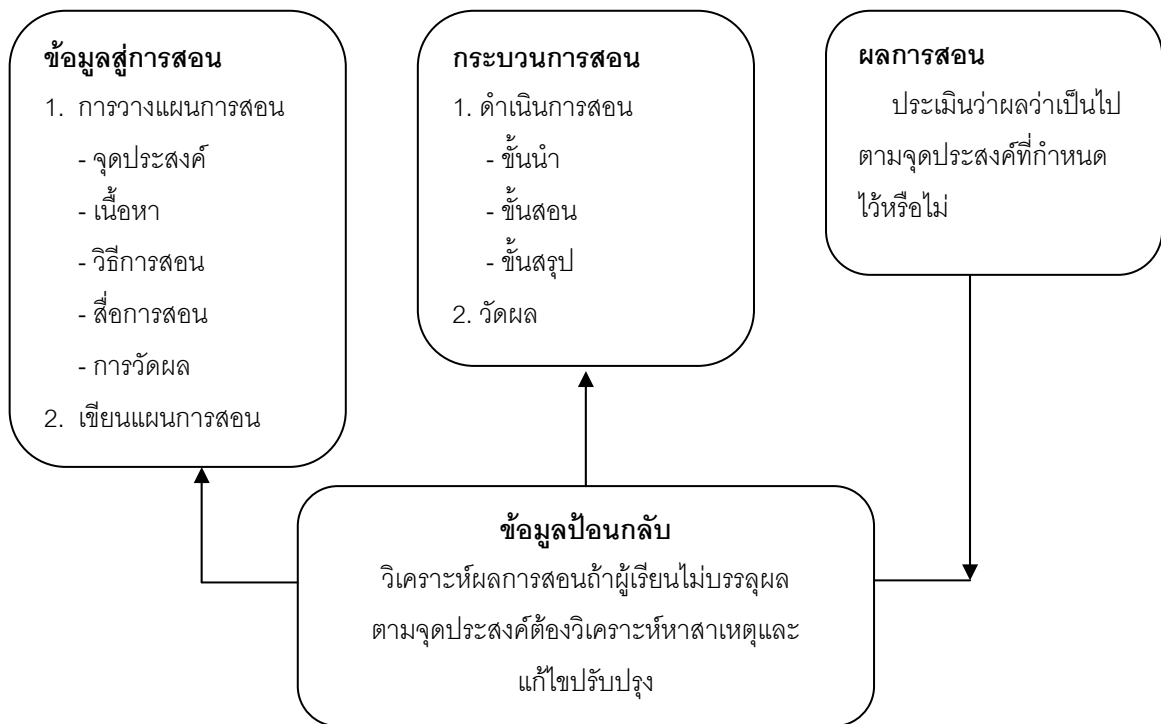 ข้อมูลสู่การสอน
1. การวางแผนการสอน
- จุดประสงค์
- เนื้อหา
- วิธีการสอน
- สื่อการสอน
- การวัดผล
2. เขียนแผนการสอน
กระบวนการสอน
1. ดำเนินการสอน
- ขั้นนำ
- ขั้นสอน
- ขั้นสรุป
2. วัดผล
ผลการสอน
ประเมินว่าผลว่าเป็นไป
ตามจุดประสงค์ที่กำหนด
ไว้หรือไม่
ข้อมูลป้อนกลับ
วิเคราะห์ผลการสอนถ้าผู้เรียนไม่บรรลุผล
ตามจุดประสงค์ต้องวิเคราะห์หาสาเหตุและ
แก้ไขปรับปรุง